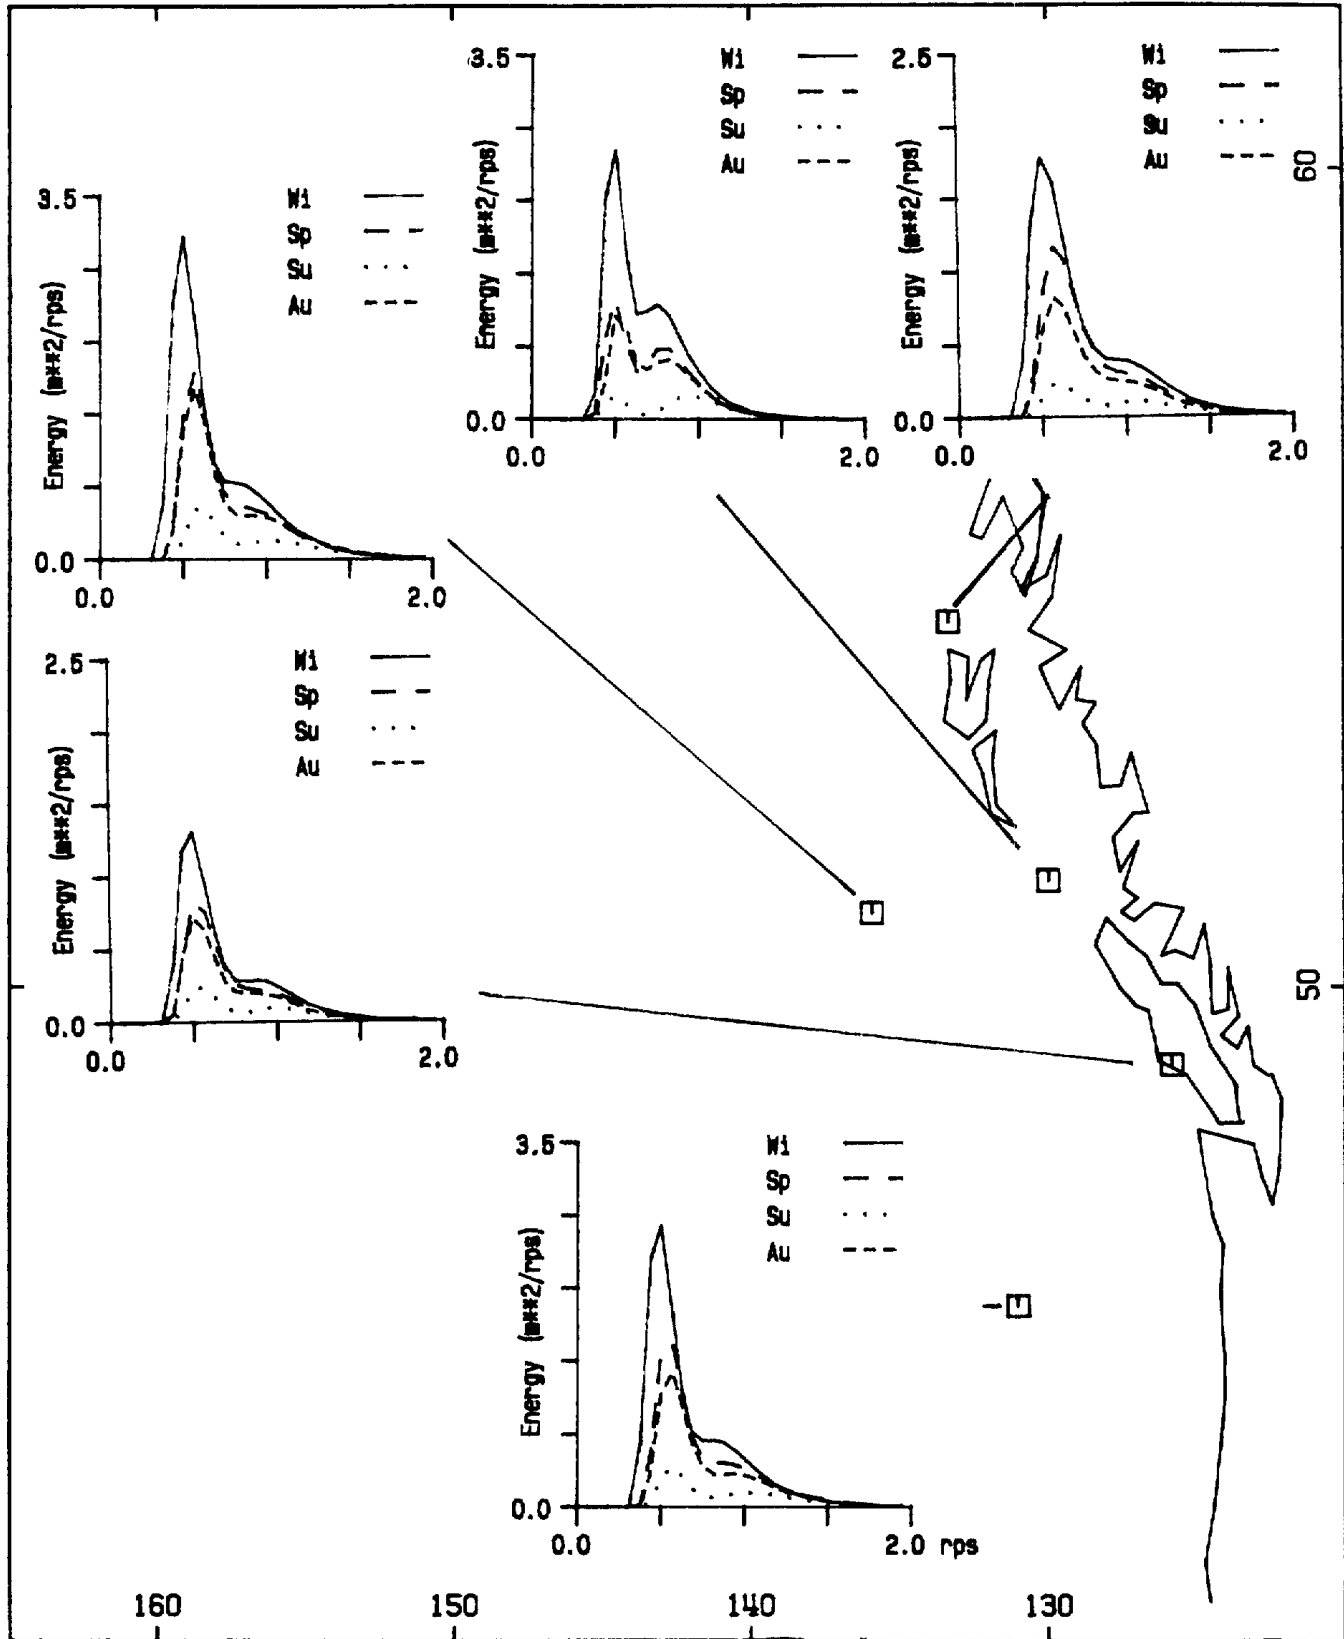 3.5
Wi
Sp
Su
Au
Energy (m**2/rps)
0.0
0.0
2.0
2.5
Wi
Sp
Su
Au
Energy (m**2/rps)
0.0
0.0
2.0
60
3.5
Wi
Sp
Su
Au
Energy (m**2/rps)
0.0
0.0
2.0
2.5
Wi
Sp
Su
Au
Energy (m**2/rps)
0.0
0.0
2.0
50
3.5
Wi
Sp
Su
Au
Energy (m**2/rps)
0.0
0.0
2.0 rps
160
150
140
130